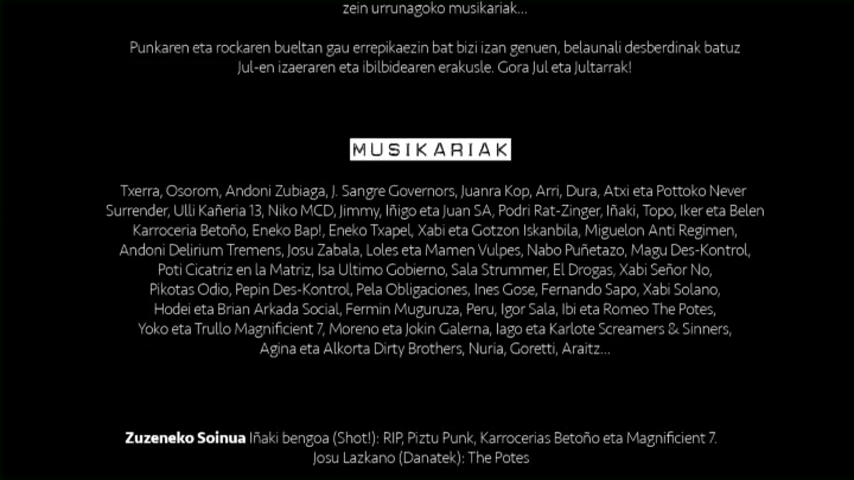 zein urrunagoko musikariak...
Punkaren eta rockaren bueltan gau errepikaezin bat bizi izan genuen, belaunali desberdinak batuz
Jul-en izaeraren eta ibilbidearen erakusle. Gora Jul eta Jultarrak!
MUSIKARIAK
Txerra, Osorom, Andoni Zubiaga, J. Sangre Governors, Juanra Kop, Arri, Dura, Atxi eta Pottoko Never
Surrender, Ulli Kañeria 13, Niko MCD, Jimmy, Iñigo eta Juan SA, Podri Rat-Zinger, Iñaki, Topo, Iker eta Belen
Karroceria Betoño, Eneko Bap!, Eneko Txapel, Xabi eta Gotzon Iskanbila, Miguelon Anti Regimen,
Andoni Delirium Tremens, Josu Zabala, Loles eta Mamen Vulpes, Nabo Puñetazo, Magu Des-Kontrol,
Poti Cicatriz en la Matriz, Isa Ultimo Gobierno, Sala Strummer, El Drogas, Xabi Señor No,
Pikotas Odio, Pepin Des-Kontrol, Pela Obligaciones, Ines Gose, Fernando Sapo, Xabi Solano,
Hodei eta Brian Arkada Social, Fermin Muguruza, Peru, Igor Sala, Ibi eta Romeo The Potes,
Yoko eta Trullo Magnificient 7, Moreno eta Jokin Galerna, Iago eta Karlote Screamers & Sinners,
Agina eta Alkorta Dirty Brothers, Nuria, Goretti, Araitz...
Zuzeneko Soinua Iñaki bengoa (Shot!): RIP, Piztu Punk, Karrocerias Betoño eta Magnificient 7.
Josu Lazkano (Danatek): The Potes